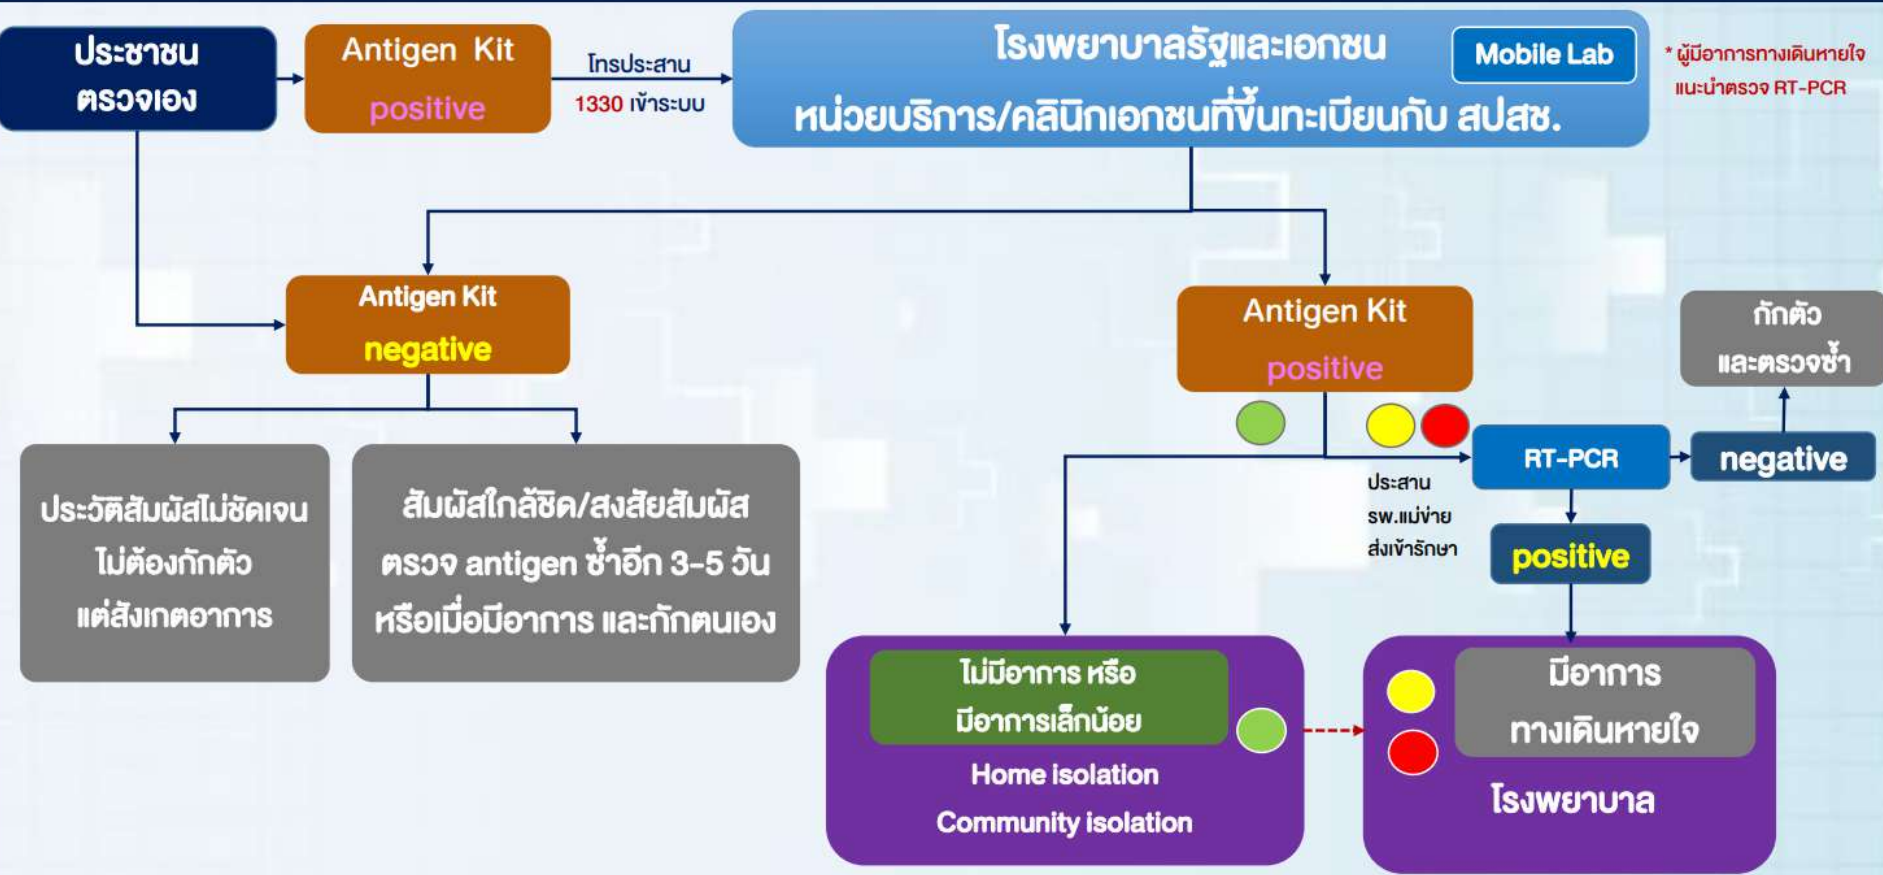 ประชาชน
ตรวจเอง
Antigen Kit
positive
โทรประสาน
1330 เข้าระบบ
โรงพยาบาลรัฐและเอกชน
Mobile Lab
หน่วยบริการ/คลินิกเอกชนที่ขึ้นทะเบียนกับ สปสช.
* ผู้มีอาการทางเดินหายใจ
แนะนำตรวจ RT-PCR
Antigen Kit
negative
Antigen Kit
positive
กักตัว
และตรวจซ้ำ
ประวัติสัมผัสไม่ชัดเจน
ไม่ต้องกักตัว
แต่สังเกตอาการ
สัมผัสใกล้ชิด/สงสัยสัมผัส
ตรวจ antigen ซ้ำอีก 3-5 วัน
หรือเมื่อมีอาการ และกักตนเอง
ประสาน
รพ.แม่ข่าย
ส่งเข้ารักษา
RT-PCR
negative
positive
ไม่มีอาการ หรือ
มีอาการเล็กน้อย
Home isolation
Community isolation
มีอาการ
ทางเดินหายใจ
โรงพยาบาล